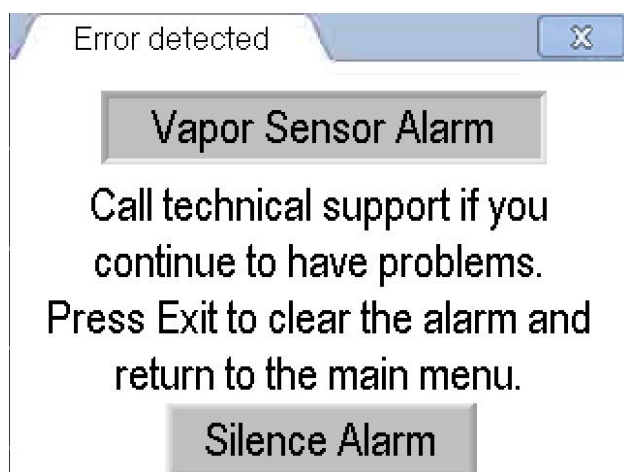 Error detected
Vapor Sensor Alarm
Call technical support if you
continue to have problems.
Press Exit to clear the alarm and
return to the main menu.
Silence Alarm